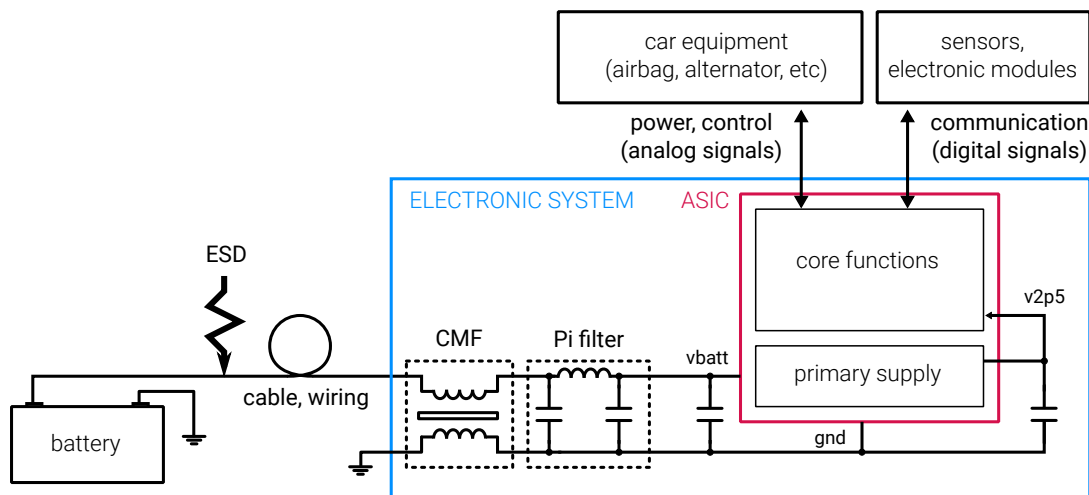 car equipment
(airbag, alternator, etc)
sensors,
electronic modules
power, control
(analog signals)
communication
(digital signals)
ELECTRONIC SYSTEM
ASIC
core functions
ESD
v2p5
CMF
Pi filter
vbatt
primary supply
cable, wiring
battery
gnd